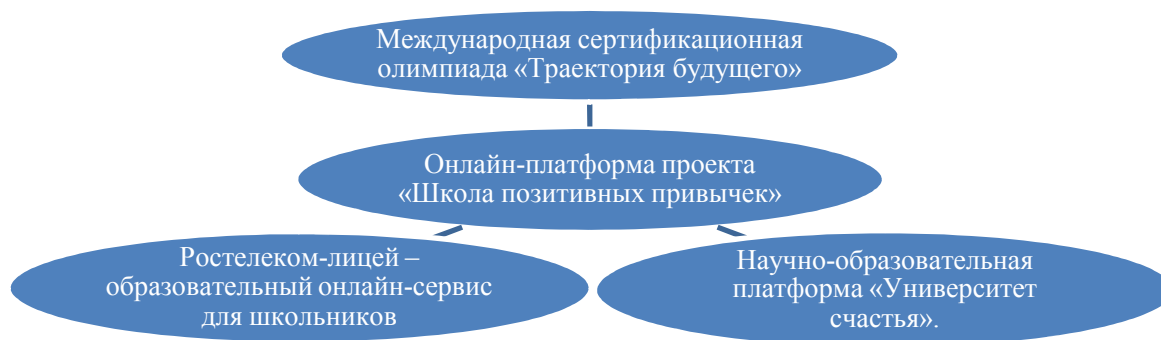 Международная сертификационная
олимпиада «Траектория будущего»
Онлайн-платформа проекта
«Школа позитивных привычек»
Ростелеком-лицей –
образовательный онлайн-сервис
для школьников
Научно-образовательная
платформа «Университет
счастья».